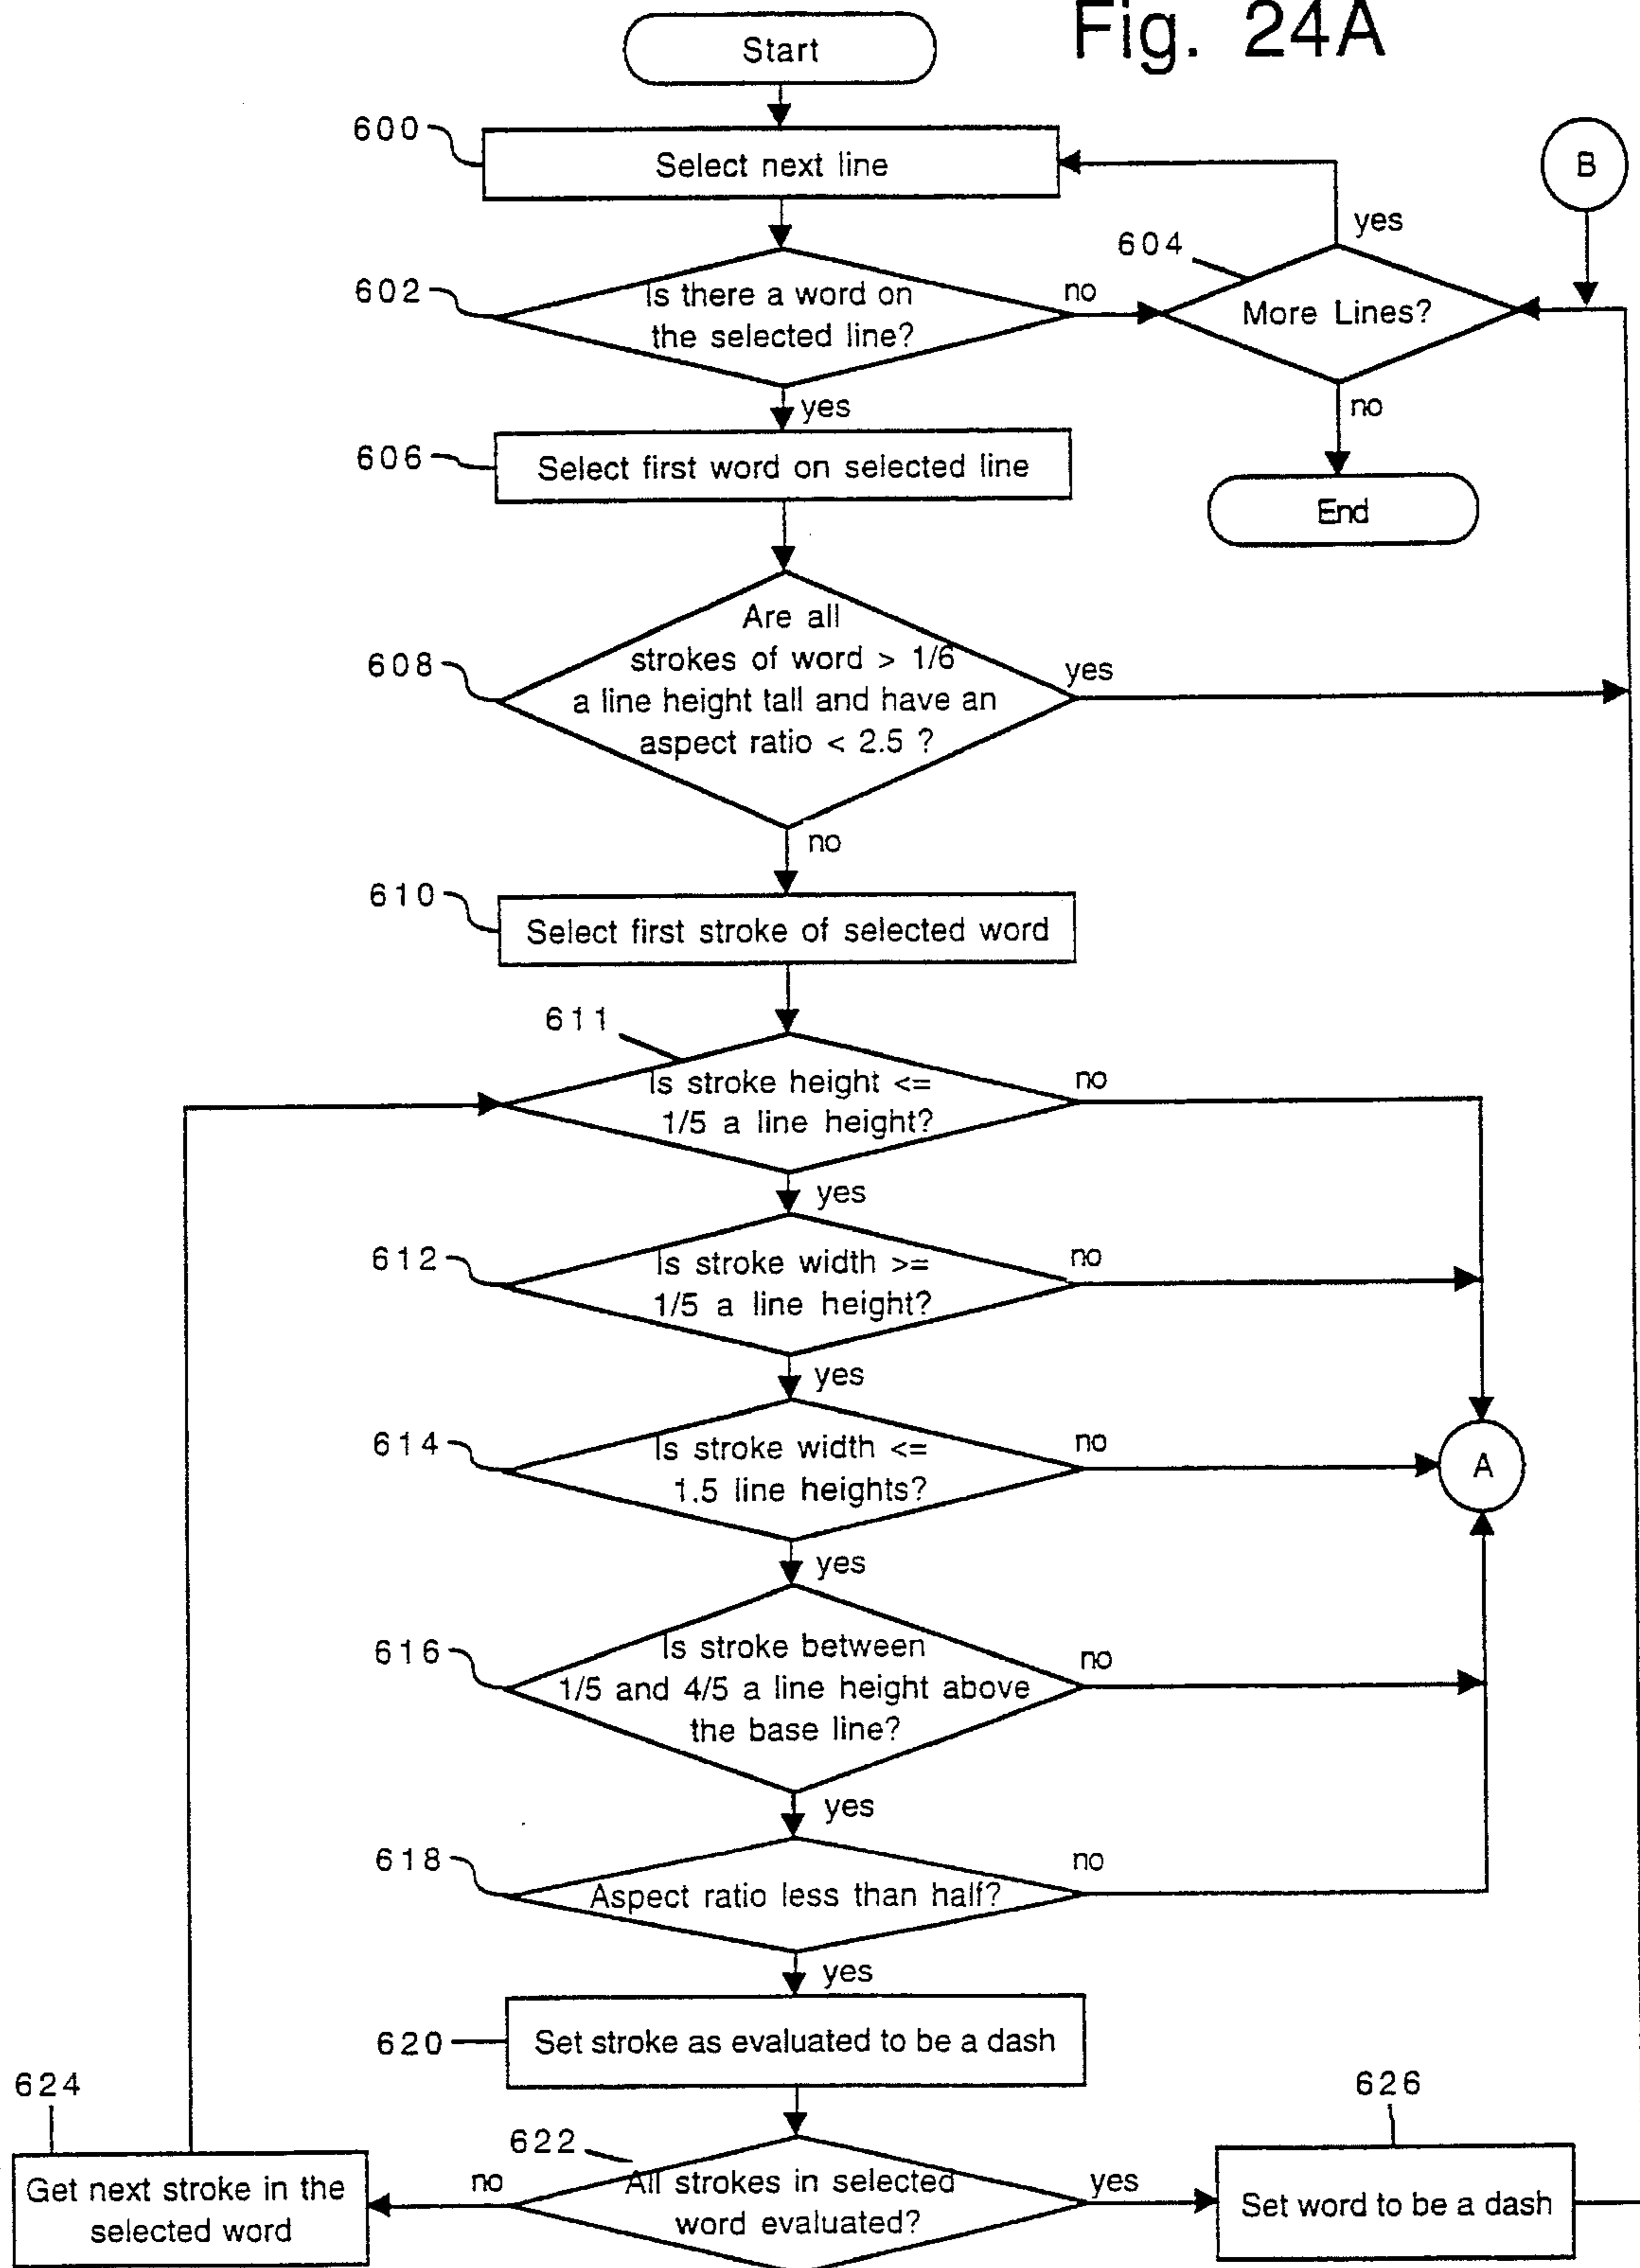 Fig. 24A
Start
600
Select next line
B
yes
604
602
Is there a word on
the selected line?
no
More Lines?
yes
no
606
Select first word on selected line
End
608
Are all
strokes of word > 1/6
a line height tall and have an
aspect ratio < 2.5 ?
yes
no
610
Select first stroke of selected word
611
Is stroke height <=
1/5 a line height?
no
yes
612
Is stroke width >=
1/5 a line height?
no
yes
614
Is stroke width <=
1.5 line heights?
no
A
yes
616
Is stroke between
1/5 and 4/5 a line height above
the base line?
no
yes
618
Aspect ratio less than half?
no
yes
620
Set stroke as evaluated to be a dash
624
626
622
Get next stroke in the
selected word
no
All strokes in selected
word evaluated?
yes
Set word to be a dash